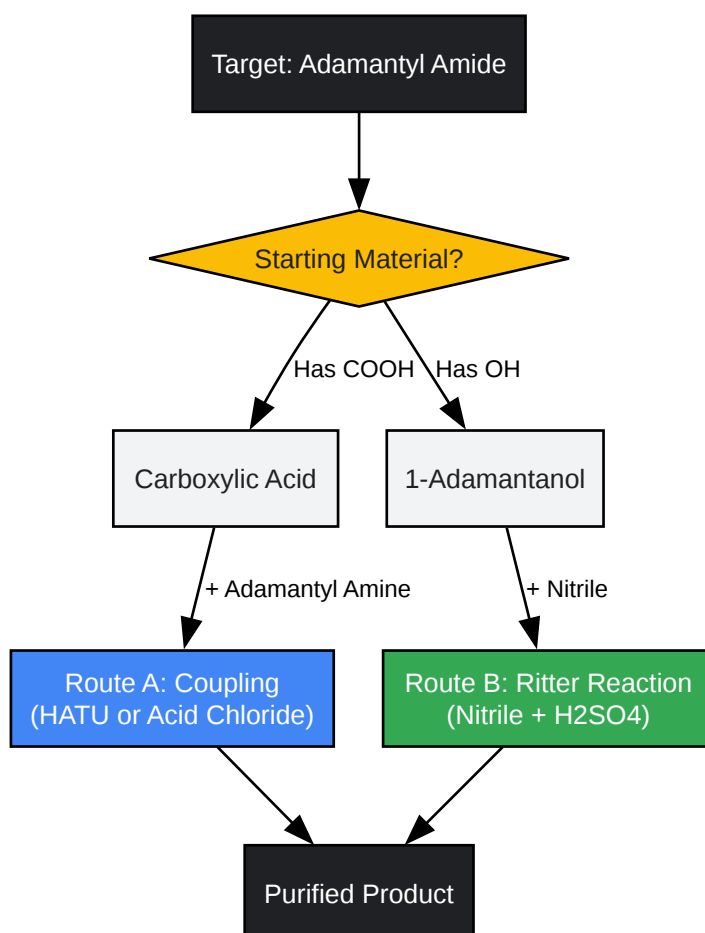 Target: Adamantyl Amide
Starting Material?
Has COOH
Has OH
Carboxylic Acid
1-Adamantanol
+ Adamantyl Amine
+ Nitrile
Route A: Coupling
(HATU or Acid Chloride)
Route B: Ritter Reaction
(Nitrile + H2SO4)
Purified Product